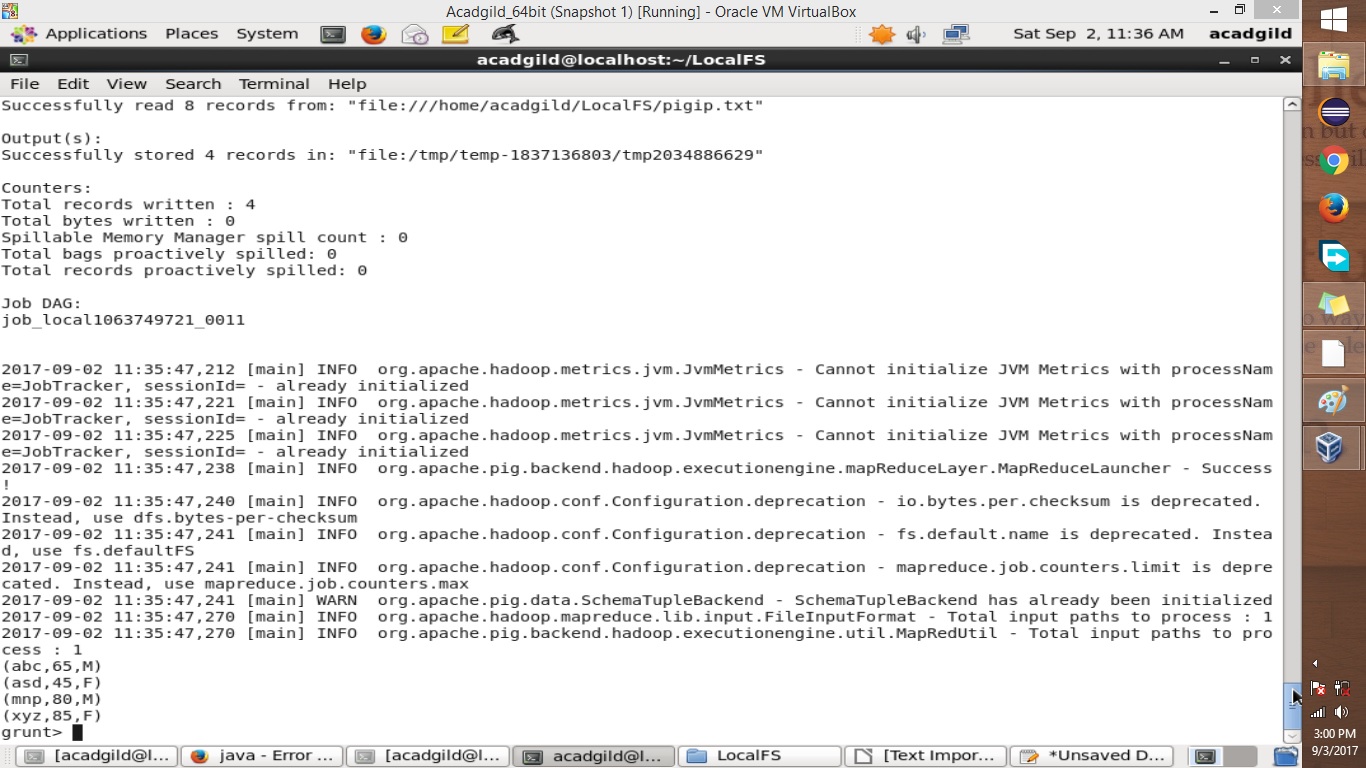 Acadgild_64bit (Snapshot 1) [Running] - Oracle VM VirtualBox
Applications Places System Sat Sep 2, 11:36 AM acadgild
acadgild@localhost:~/LocalFS
File Edit View Search Terminal Help
Successfully read 8 records from: "file:///home/acadgild/LocalFS/pigip.txt"
Output(s):
Successfully stored 4 records in: "file:/tmp/temp-1837136803/tmp2034886629"
Counters:
Total records written : 4
Total bytes written : 0
Spillable Memory Manager spill count : 0
Total bags proactively spilled: 0
Total records proactively spilled: 0
Job DAG:
job_local1063749721_0011
2017-09-02 11:35:47,212 [main] INFO  org.apache.hadoop.metrics.jvm.JvmMetrics - Cannot initialize JVM Metrics with processNam
e=JobTracker, sessionId= - already initialized
2017-09-02 11:35:47,221 [main] INFO  org.apache.hadoop.metrics.jvm.JvmMetrics - Cannot initialize JVM Metrics with processNam
e=JobTracker, sessionId= - already initialized
2017-09-02 11:35:47,225 [main] INFO  org.apache.hadoop.metrics.jvm.JvmMetrics - Cannot initialize JVM Metrics with processNam
e=JobTracker, sessionId= - already initialized
2017-09-02 11:35:47,238 [main] INFO  org.apache.pig.backend.hadoop.executionengine.mapReduceLayer.MapReduceLauncher - Success
!
2017-09-02 11:35:47,240 [main] INFO  org.apache.hadoop.conf.Configuration.deprecation - io.bytes.per.checksum is deprecated.
Instead, use dfs.bytes-per-checksum
2017-09-02 11:35:47,241 [main] INFO  org.apache.hadoop.conf.Configuration.deprecation - fs.default.name is deprecated. Instea
d, use fs.defaultFS
2017-09-02 11:35:47,241 [main] INFO  org.apache.hadoop.conf.Configuration.deprecation - mapreduce.job.counters.limit is depre
cated. Instead, use mapreduce.job.counters.max
2017-09-02 11:35:47,241 [main] WARN  org.apache.pig.data.SchemaTupleBackend - SchemaTupleBackend has already been initialized
2017-09-02 11:35:47,270 [main] INFO  org.apache.hadoop.mapreduce.lib.input.FileInputFormat - Total input paths to process : 1
2017-09-02 11:35:47,270 [main] INFO  org.apache.pig.backend.hadoop.executionengine.util.MapRedUtil - Total input paths to pro
cess : 1
(abc,65,M)
(asd,45,F)
(mnp,80,M)
(xyz,85,F)
grunt>
[acadgild@l... java - Error ... [acadgild@l... acadgild@l... LocalFS [Text Impor... *Unsaved D...
3:00 PM
9/3/2017